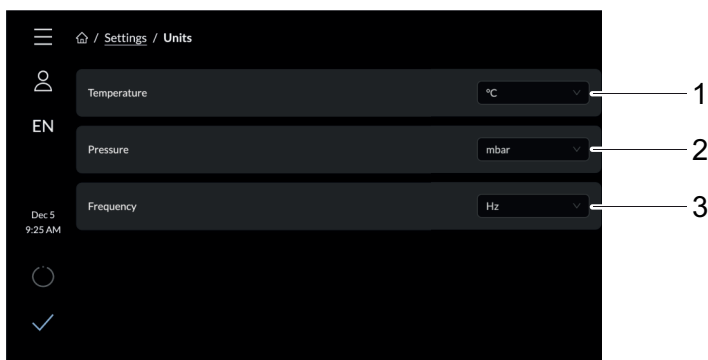 / Settings / Units
Temperature
°C
1
EN
Pressure
mbar
2
Frequency
Hz
3
Dec 5
9:25 AM